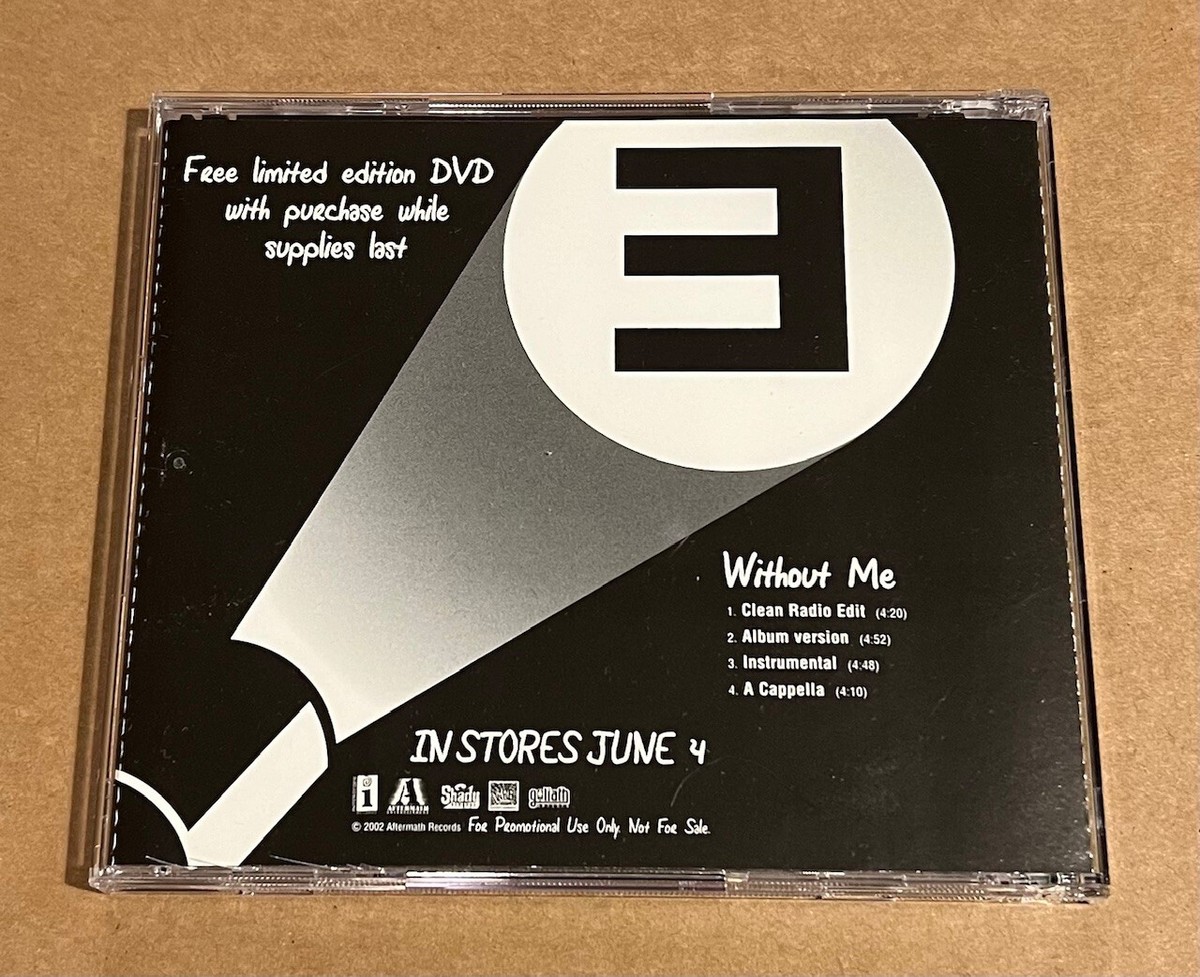 Free limited edition DVD
with purchase while
supplies last
Ǝ
Without Me
1. Clean Radio Edit (4:20)
2. Album version (4:52)
3. Instrumental (4:48)
4. A Cappella (4:10)
IN STORES JUNE 4
i AFTERMATH Shady goliath
© 2002 Aftermath Records For Promotional Use Only. Not For Sale.